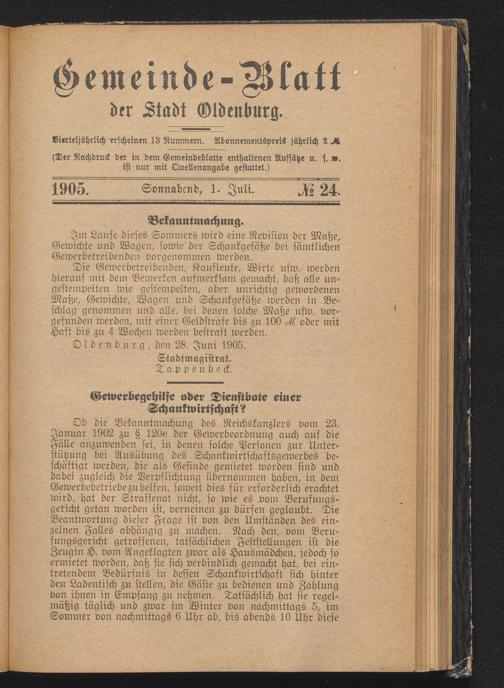 Gemeinde-Blatt
der Stadt Oldenburg.
Vierteljährlich erscheinen 13 Nummern. Abonnementspreis jährlich 2 ℳ
(Der Nachdruck der in dem Gemeindeblatte enthaltenen Aufsätze u. s. w.
ist nur mit Quellenangabe gestattet.)
1905. Sonnabend, 1. Juli. № 24.
Bekanntmachung.
Im Laufe dieses Sommers wird eine Revision der Maße,
Gewichte und Wagen, sowie der Schankgefäße bei sämtlichen
Gewerbetreibenden vorgenommen werden.
Die Gewerbetreibenden, Kaufleute, Wirte usw. werden
hierauf mit dem Bemerken aufmerksam gemacht, daß alle un-
gestempelten wie gestempelten, aber unrichtig gewordenen
Maße, Gewichte, Wagen und Schankgefäße werden in Be-
schlag genommen und alle, bei denen solche Maße usw. vor-
gefunden werden, mit einer Geldstrafe bis zu 100 ℳ oder mit
Haft bis zu 4 Wochen werden bestraft werden.
Oldenburg, den 28. Juni 1905.
Stadtmagistrat.
Tappenbeck.
Gewerbegehilfe oder Dienstbote einer
Schankwirtschaft?
Ob die Bekanntmachung des Reichskanzlers vom 23.
Januar 1902 zu § 120e der Gewerbeordnung auch auf die
Fälle anzuwenden sei, in denen solche Personen zur Unter-
stützung bei Ausübung des Schankwirtschaftsgewerbes be-
schäftigt werden, die als Gesinde gemietet worden sind und
dabei zugleich die Verpflichtung übernommen haben, in dem
Gewerbebetriebe zu helfen, soweit dies für erforderlich erachtet
wird, hat der Strafsenat nicht, so wie es vom Berufungs-
gericht getan worden ist, verneinen zu dürfen geglaubt. Die
Beantwortung dieser Frage ist von den Umständen des ein-
zelnen Falles abhängig zu machen. Nach den, vom Beru-
fungsgericht getroffenen, tatsächlichen Feststellungen ist die
Zeugin H. vom Angeklagten zwar als Hausmädchen, jedoch so
ermietet worden, daß sie sich verbindlich gemacht hat, bei ein-
tretendem Bedürfnis in dessen Schankwirtschaft sich hinter
den Ladentisch zu stellen, die Gäste zu bedienen und Zahlung
von ihnen in Empfang zu nehmen. Tatsächlich hat sie regel-
mäßig täglich und zwar im Winter von nachmittags 5, im
Sommer von nachmittags 6 Uhr ab, bis abends 10 Uhr diese